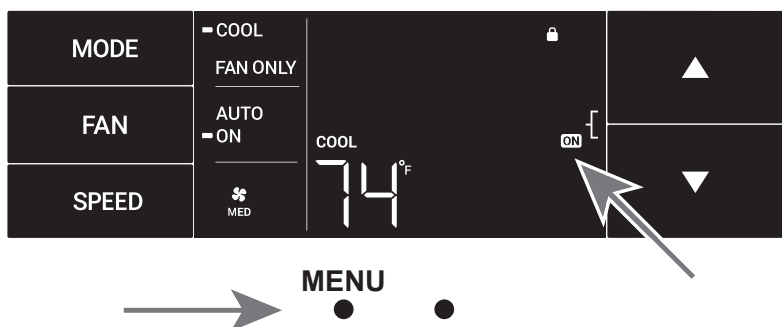 MODE
FAN
SPEED
COOL
FAN ONLY
AUTO
ON
MED
COOL
74°F
ON
MENU